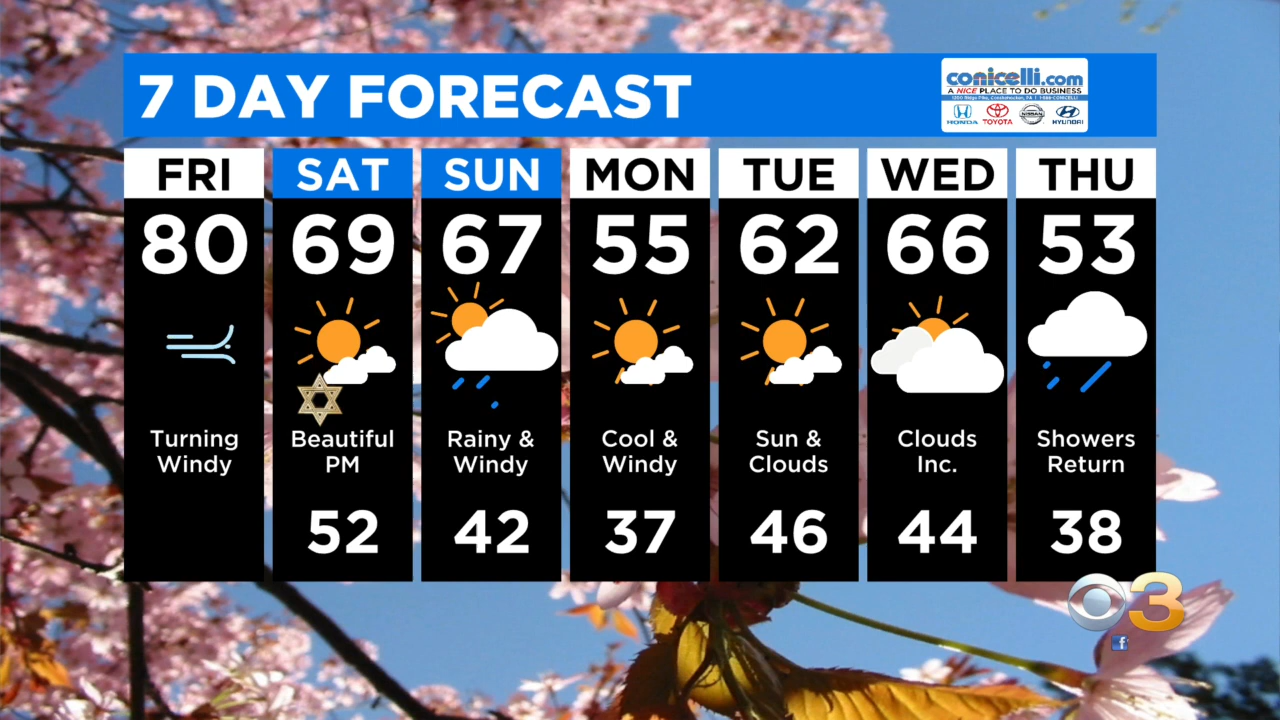 7 DAY FORECAST
conicelli.com
A NICE PLACE TO DO BUSINESS
HONDA TOYOTA NISSAN HYUNDAI
FRI SAT SUN MON TUE WED THU
80 69 67 55 62 66 53
Turning Windy
Beautiful PM
Rainy & Windy
Cool & Windy
Sun & Clouds
Clouds Inc.
Showers Return
52 42 37 46 44 38
3
f